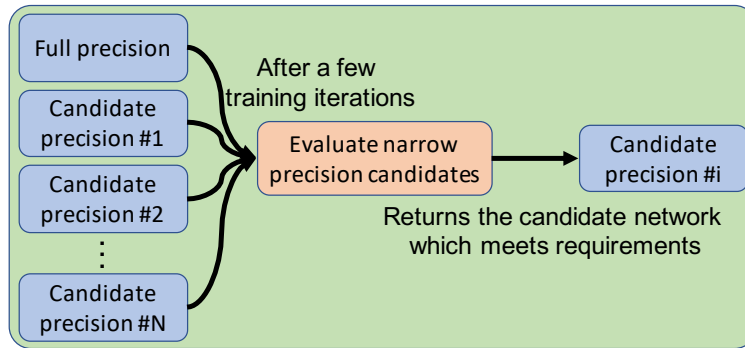 Full precision
After a few
training iterations
Candidate
precision #1
Evaluate narrow
precision candidates
Candidate
precision #i
Candidate
precision #2
Returns the candidate network
which meets requirements
⋮
Candidate
precision #N